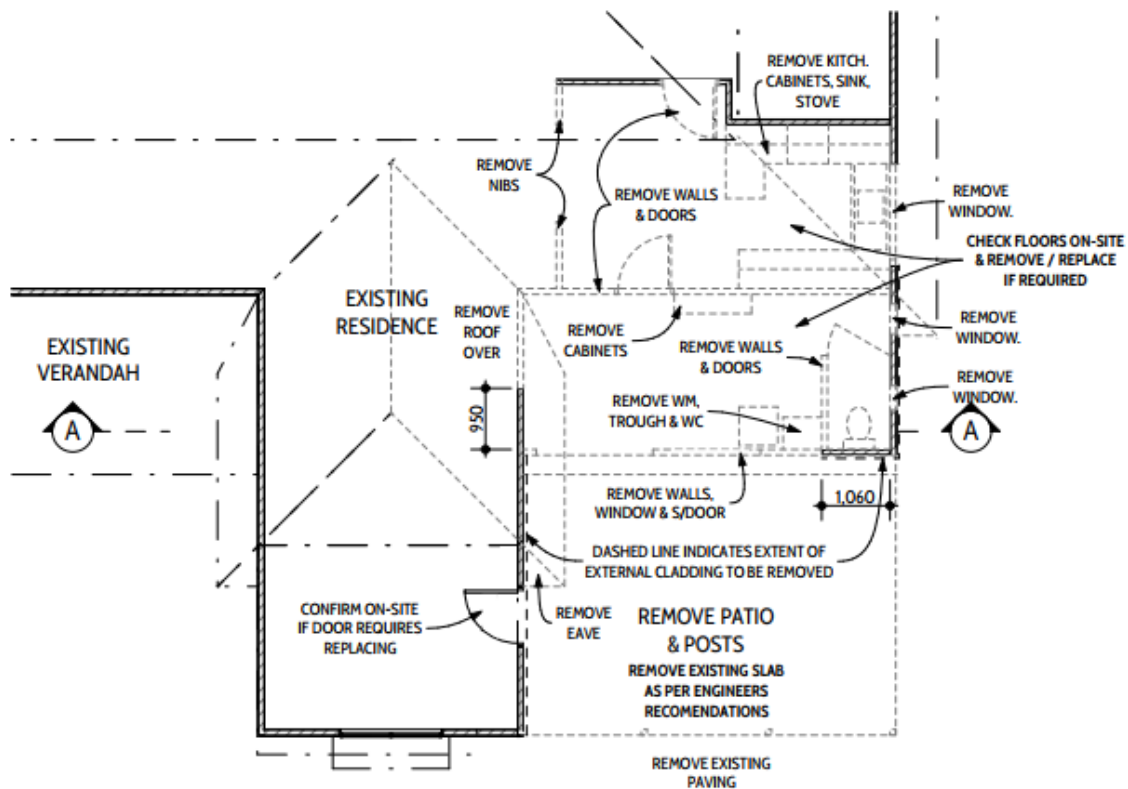 REMOVE KITCH.
CABINETS, SINK,
STOVE
REMOVE
NIBS
REMOVE WALLS
& DOORS
REMOVE
WINDOW.
CHECK FLOORS ON-SITE
& REMOVE / REPLACE
IF REQUIRED
EXISTING
RESIDENCE
REMOVE
ROOF
OVER
REMOVE
CABINETS
REMOVE WALLS
& DOORS
REMOVE
WINDOW.
EXISTING
VERANDAH
REMOVE
WINDOW.
A
950
REMOVE WM,
TROUGH & WC
A
REMOVE WALLS,
WINDOW & S/DOOR
1,060
DASHED LINE INDICATES EXTENT OF
EXTERNAL CLADDING TO BE REMOVED
CONFIRM ON-SITE
IF DOOR REQUIRES
REPLACING
REMOVE
EAVE
REMOVE PATIO
& POSTS
REMOVE EXISTING SLAB
AS PER ENGINEERS
RECOMENDATIONS
REMOVE EXISTING
PAVING